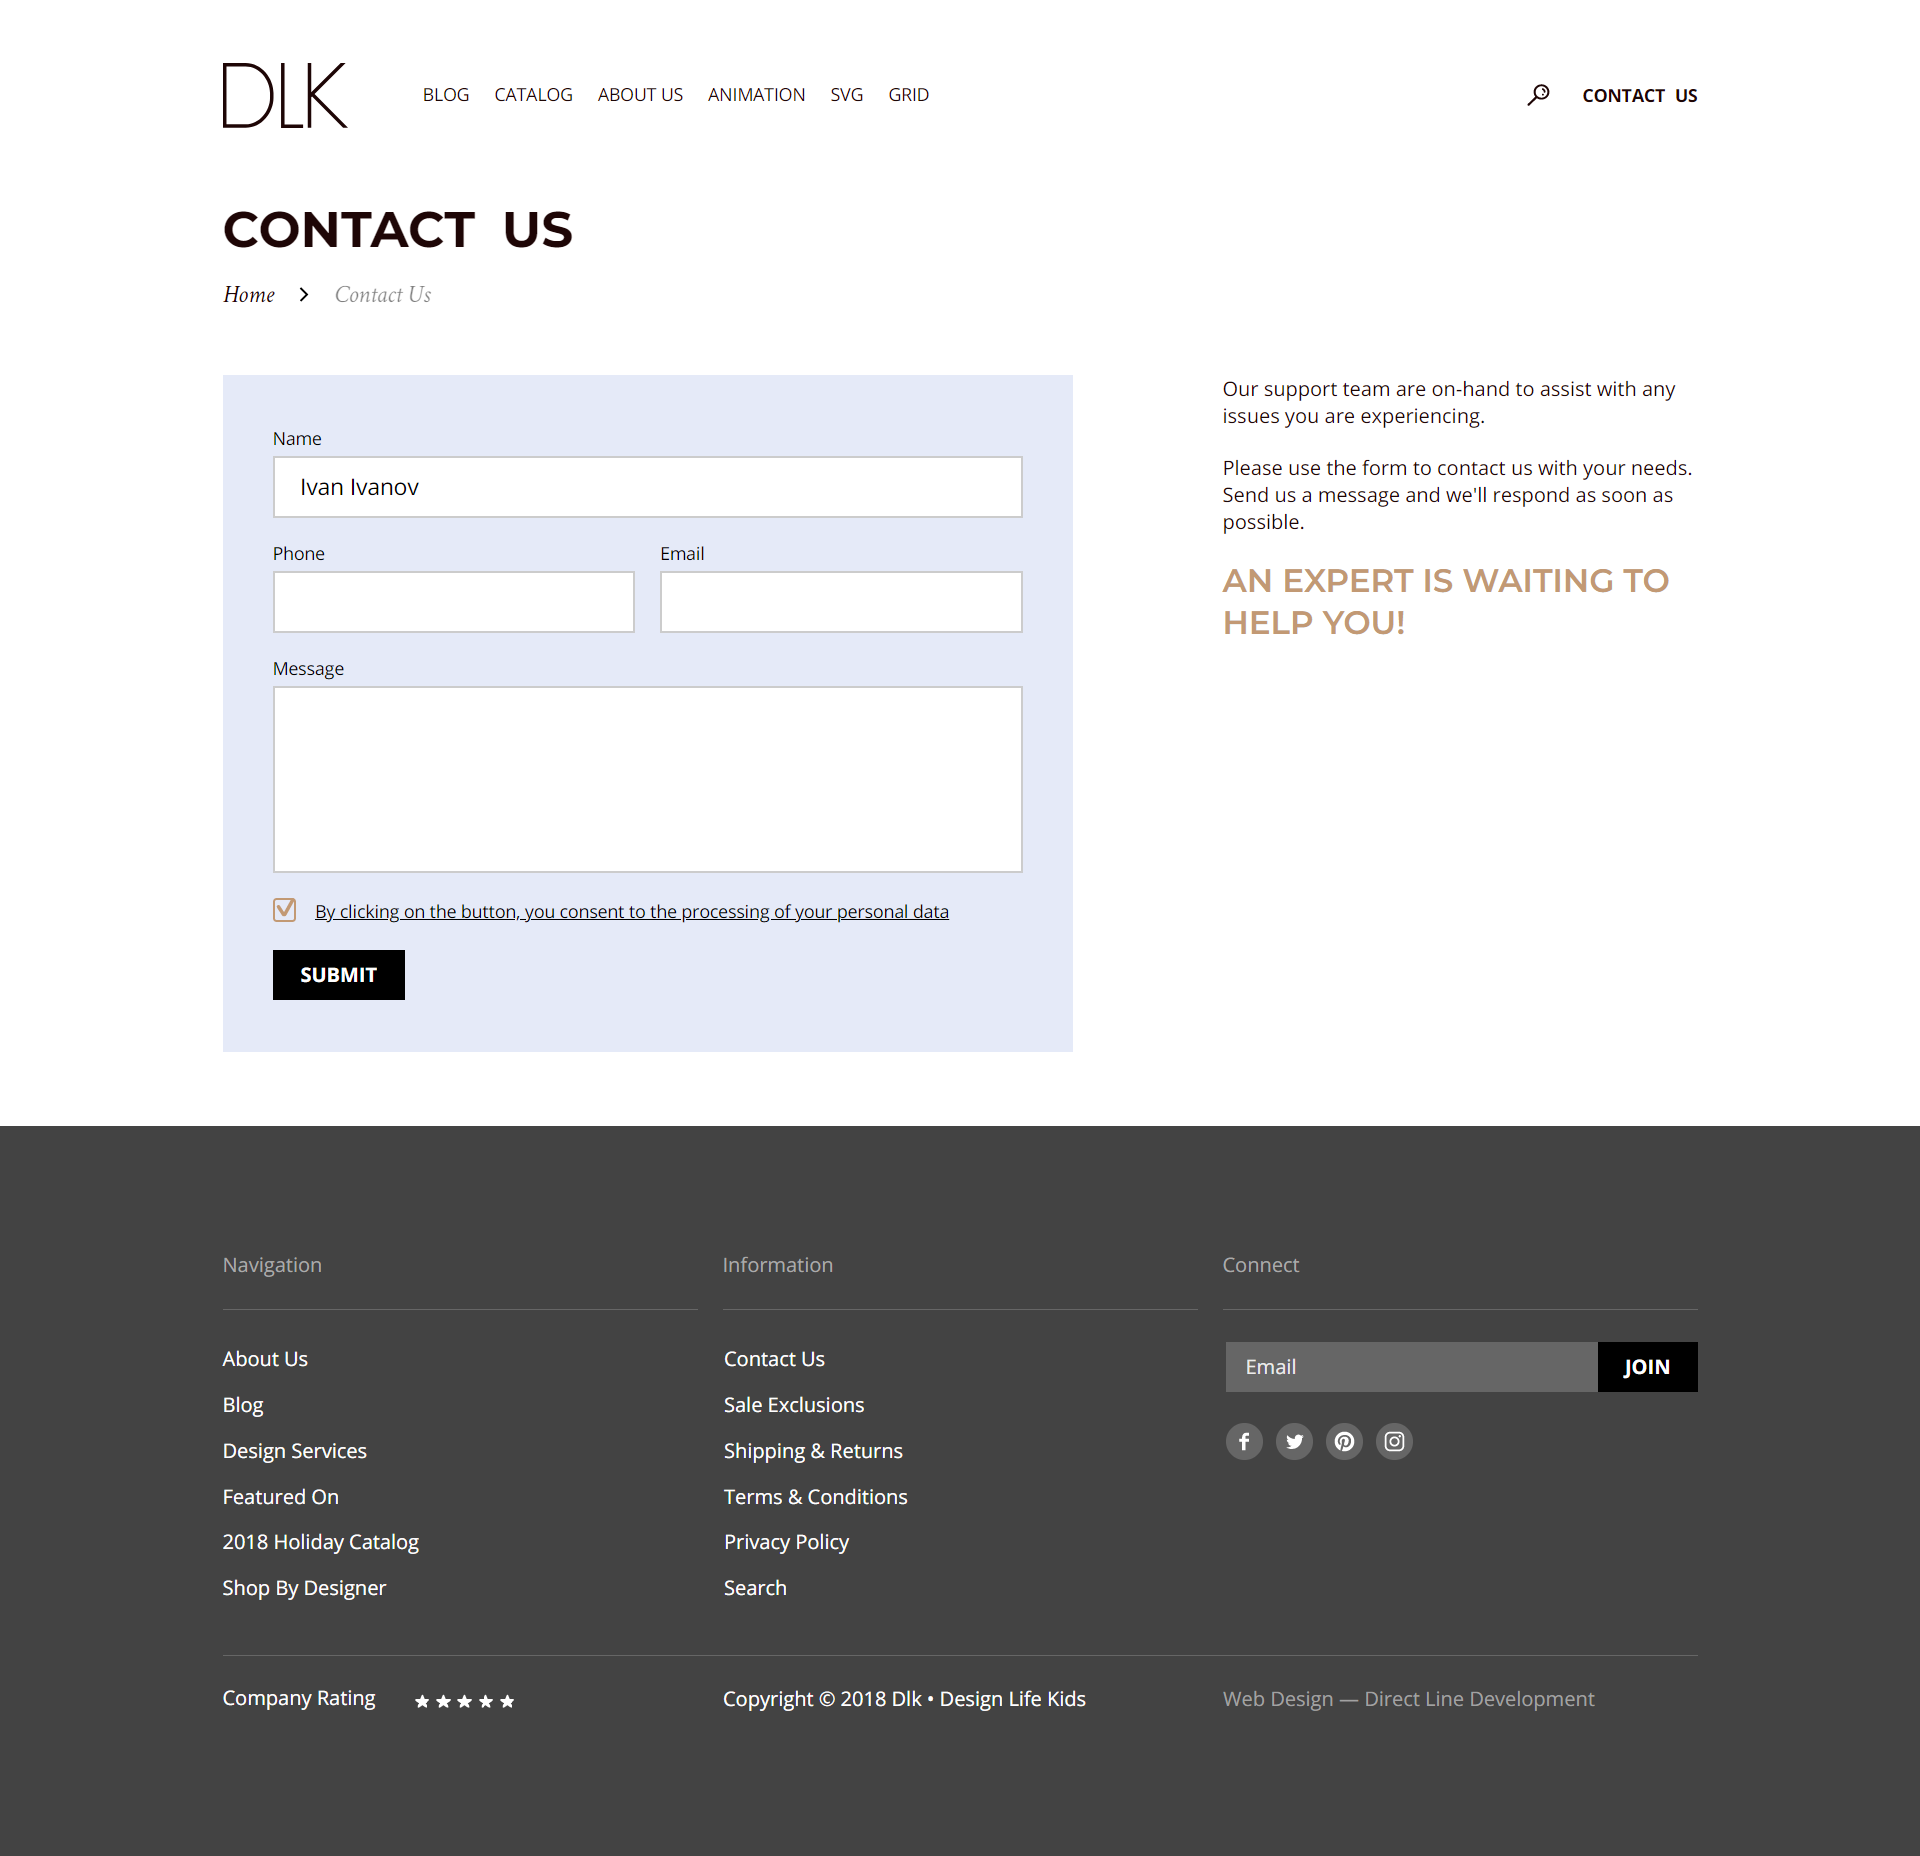 DLK
BLOG CATALOG ABOUT US ANIMATION SVG GRID
CONTACT US
CONTACT US
Home > Contact Us
Name
Ivan Ivanov
Phone Email
Message
By clicking on the button, you consent to the processing of your personal data
SUBMIT
Our support team are on-hand to assist with any
issues you are experiencing.
Please use the form to contact us with your needs.
Send us a message and we'll respond as soon as
possible.
AN EXPERT IS WAITING TO
HELP YOU!
Navigation
About Us
Blog
Design Services
Featured On
2018 Holiday Catalog
Shop By Designer
Information
Contact Us
Sale Exclusions
Shipping & Returns
Terms & Conditions
Privacy Policy
Search
Connect
Email
JOIN
Company Rating
Copyright © 2018 Dlk • Design Life Kids
Web Design — Direct Line Development